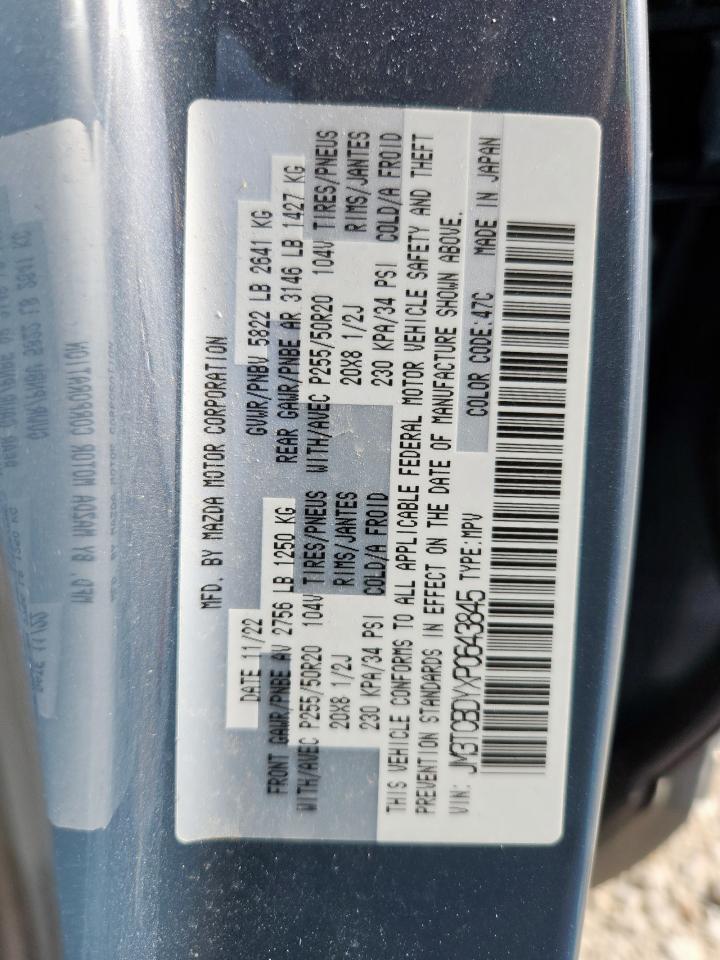 MFD. BY MAZDA MOTOR CORPORATION
DATE 11/22 GVWR/PNBV 5822 LB 2641 KG
FRONT GAWR/PNBE AV 2756 LB 1250 KG REAR GAWR/PNBE AR 3146 LB 1427 KG
WITH/AVEC P255/50R20 104V TIRES/PNEUS WITH/AVEC P255/50R20 104V TIRES/PNEUS
20X8 1/2J RIMS/JANTES 20X8 1/2J RIMS/JANTES
230 KPA/34 PSI COLD/A FROID 230 KPA/34 PSI COLD/A FROID
THIS VEHICLE CONFORMS TO ALL APPLICABLE FEDERAL MOTOR VEHICLE SAFETY AND THEFT
PREVENTION STANDARDS IN EFFECT ON THE DATE OF MANUFACTURE SHOWN ABOVE.
VIN: JM3TCBDYXP0643845 TYPE:MPV COLOR CODE:47C MADE IN JAPAN